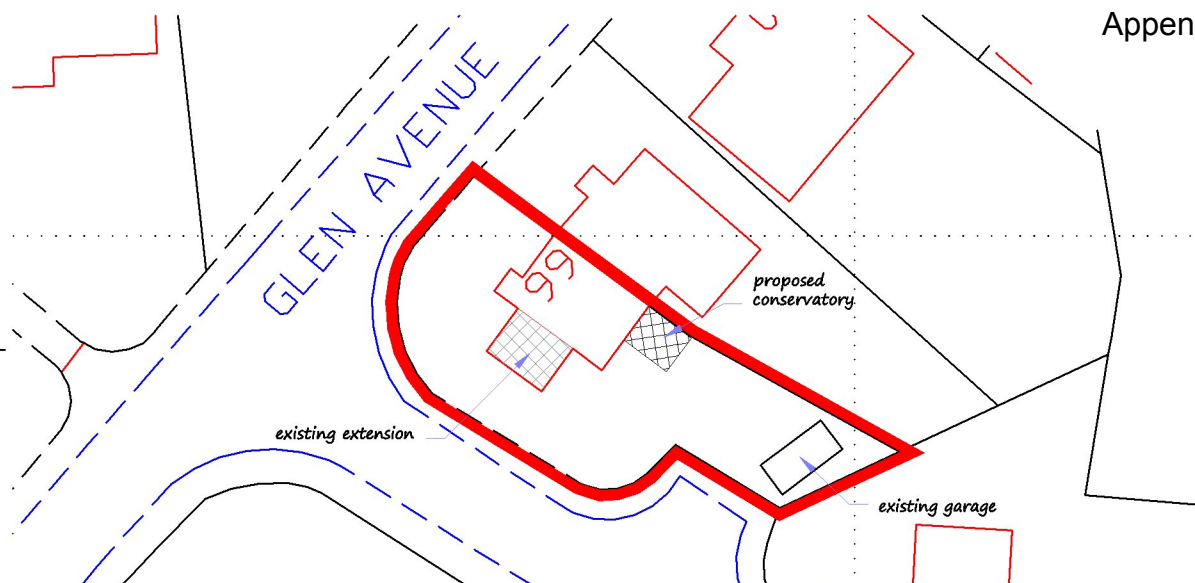 Appen
GLEN AVENUE
99
proposed
conservatory
existing extension
existing garage